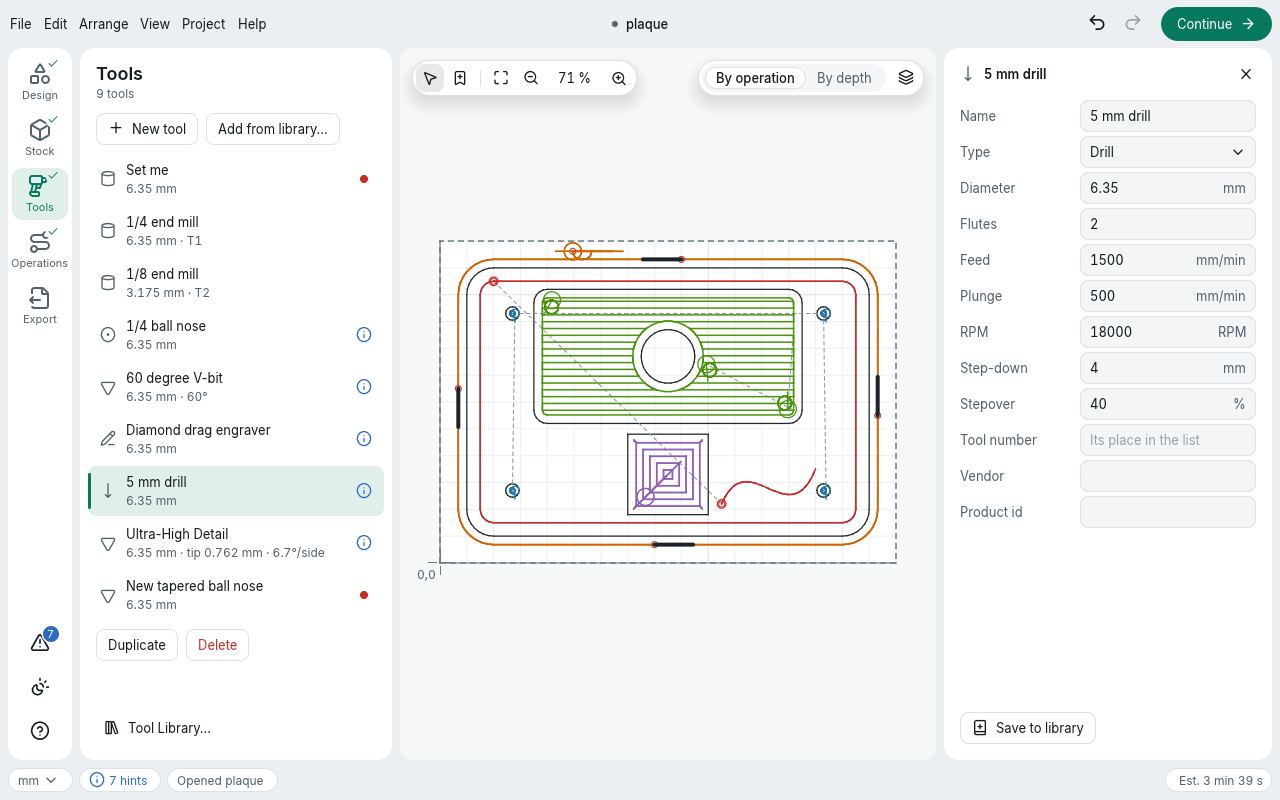 File Edit Arrange View Project Help
plaque
Continue
Design
Stock
Tools
Operations
Export
7
Tools
9 tools
New tool
Add from library...
Set me
6.35 mm
1/4 end mill
6.35 mm · T1
1/8 end mill
3.175 mm · T2
1/4 ball nose
6.35 mm
60 degree V-bit
6.35 mm · 60°
Diamond drag engraver
6.35 mm
5 mm drill
6.35 mm
Ultra-High Detail
6.35 mm · tip 0.762 mm · 6.7°/side
New tapered ball nose
6.35 mm
Duplicate
Delete
Tool Library...
71 %
By operation
By depth
0,0
5 mm drill
Name 5 mm drill
Type Drill
Diameter 6.35 mm
Flutes 2
Feed 1500 mm/min
Plunge 500 mm/min
RPM 18000 RPM
Step-down 4 mm
Stepover 40 %
Tool number Its place in the list
Vendor
Product id
Save to library
mm
7 hints
Opened plaque
Est. 3 min 39 s